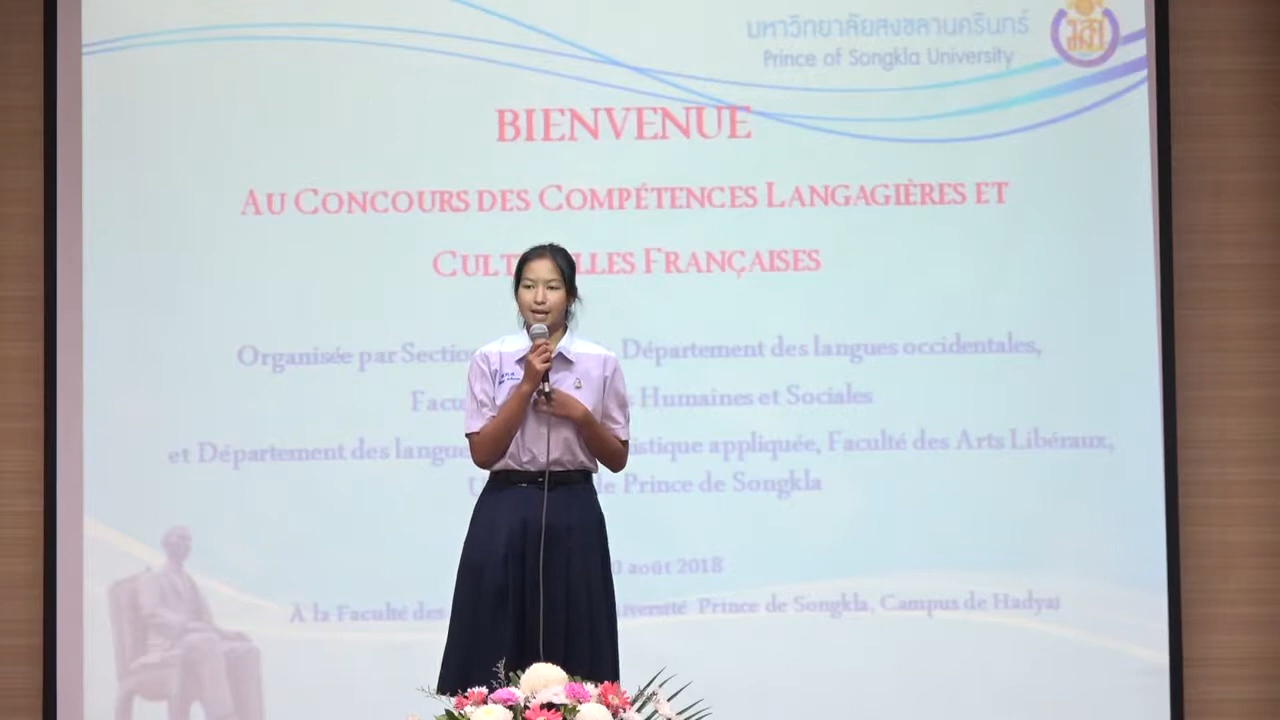 มหาวิทยาลัยสงขลานครินทร์
Prince of Songkla University
BIENVENUE
AU CONCOURS DES COMPÉTENCES LANGAGIÈRES ET
CULT LLES FRANÇAISES
Organisée par Section Département des langues occidentales,
Facu Humaines et Sociales
et Département des langue istique appliquée, Faculté des Arts Libéraux,
U de Prince de Songkla
août 2018
À la Faculté des iversité Prince de Songkla, Campus de Hadyai